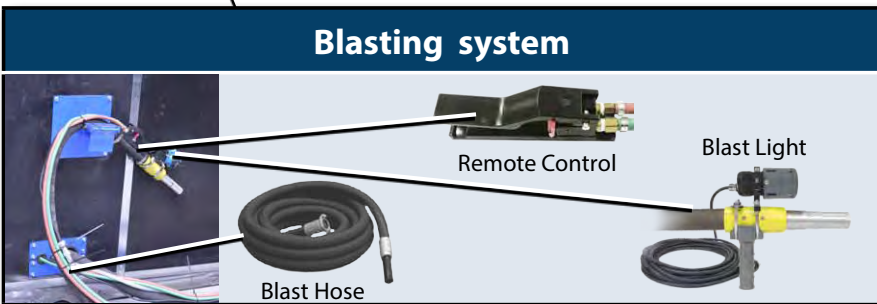 Blasting system
Remote Control
Blast Light
Blast Hose